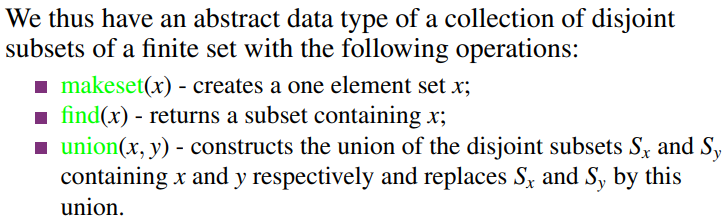 We thus have an abstract data type of a collection of disjoint
subsets of a finite set with the following operations:
■ makeset(x) - creates a one element set x;
■ find(x) - returns a subset containing x;
■ union(x, y) - constructs the union of the disjoint subsets Sₓ and S_y
containing x and y respectively and replaces Sₓ and S_y by this
union.